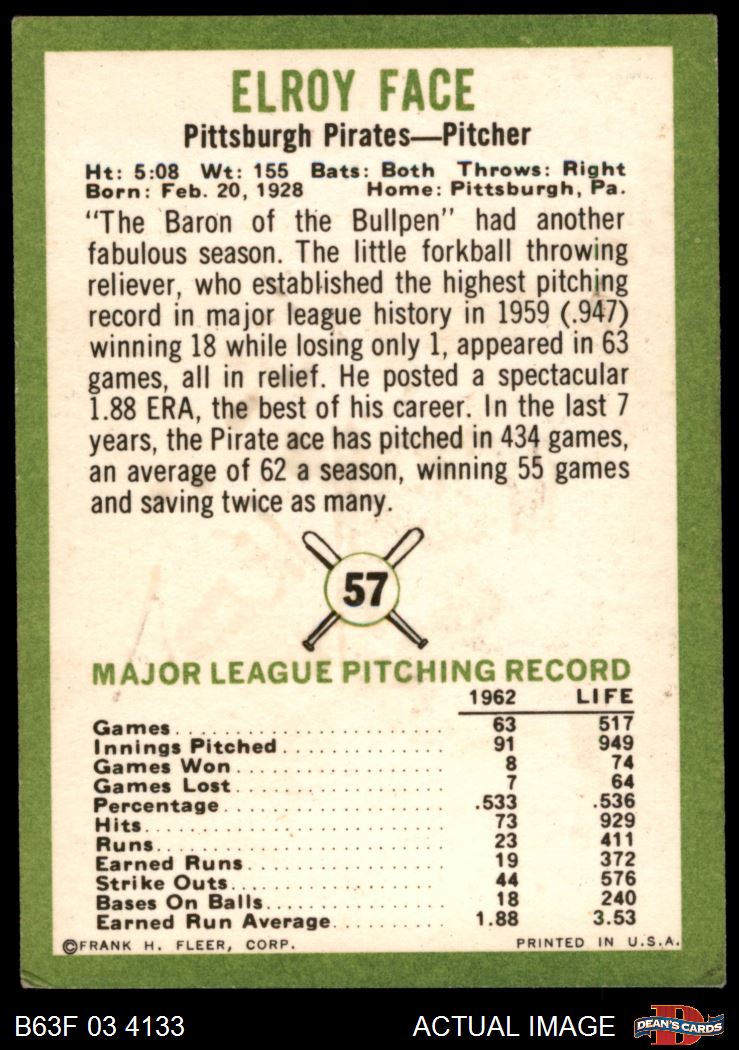 ELROY FACE
Pittsburgh Pirates—Pitcher
Ht: 5:08 Wt: 155 Bats: Both Throws: Right
Born: Feb. 20, 1928 Home: Pittsburgh, Pa.
"The Baron of the Bullpen" had another
fabulous season. The little forkball throwing
reliever, who established the highest pitching
record in major league history in 1959 (.947)
winning 18 while losing only 1, appeared in 63
games, all in relief. He posted a spectacular
1.88 ERA, the best of his career. In the last 7
years, the Pirate ace has pitched in 434 games,
an average of 62 a season, winning 55 games
and saving twice as many.
57
MAJOR LEAGUE PITCHING RECORD
1962 LIFE
Games 63 517
Innings Pitched 91 949
Games Won 8 74
Games Lost 7 64
Percentage .533 .536
Hits 73 929
Runs 23 411
Earned Runs 19 372
Strike Outs 44 576
Bases On Balls 18 240
Earned Run Average 1.88 3.53
©FRANK H. FLEER, CORP. PRINTED IN U.S.A.
B63F 03 4133 ACTUAL IMAGE D DEAN'S CARDS